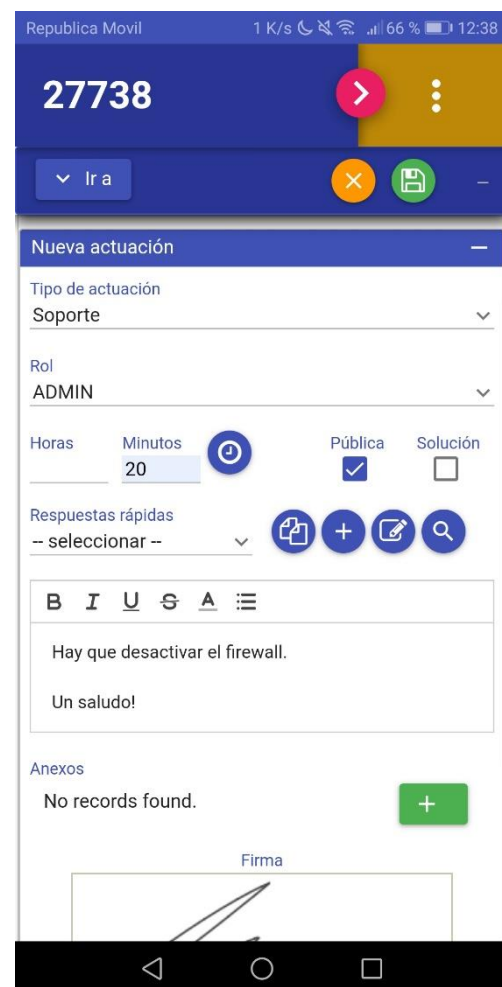 Republica Movil 1 K/s 66 % 12:38
27738
Ir a
Nueva actuación
Tipo de actuación
Soporte
Rol
ADMIN
Horas Minutos Pública Solución
20
Respuestas rápidas
-- seleccionar --
B I U S A
Hay que desactivar el firewall.
Un saludo!
Anexos
No records found.
Firma